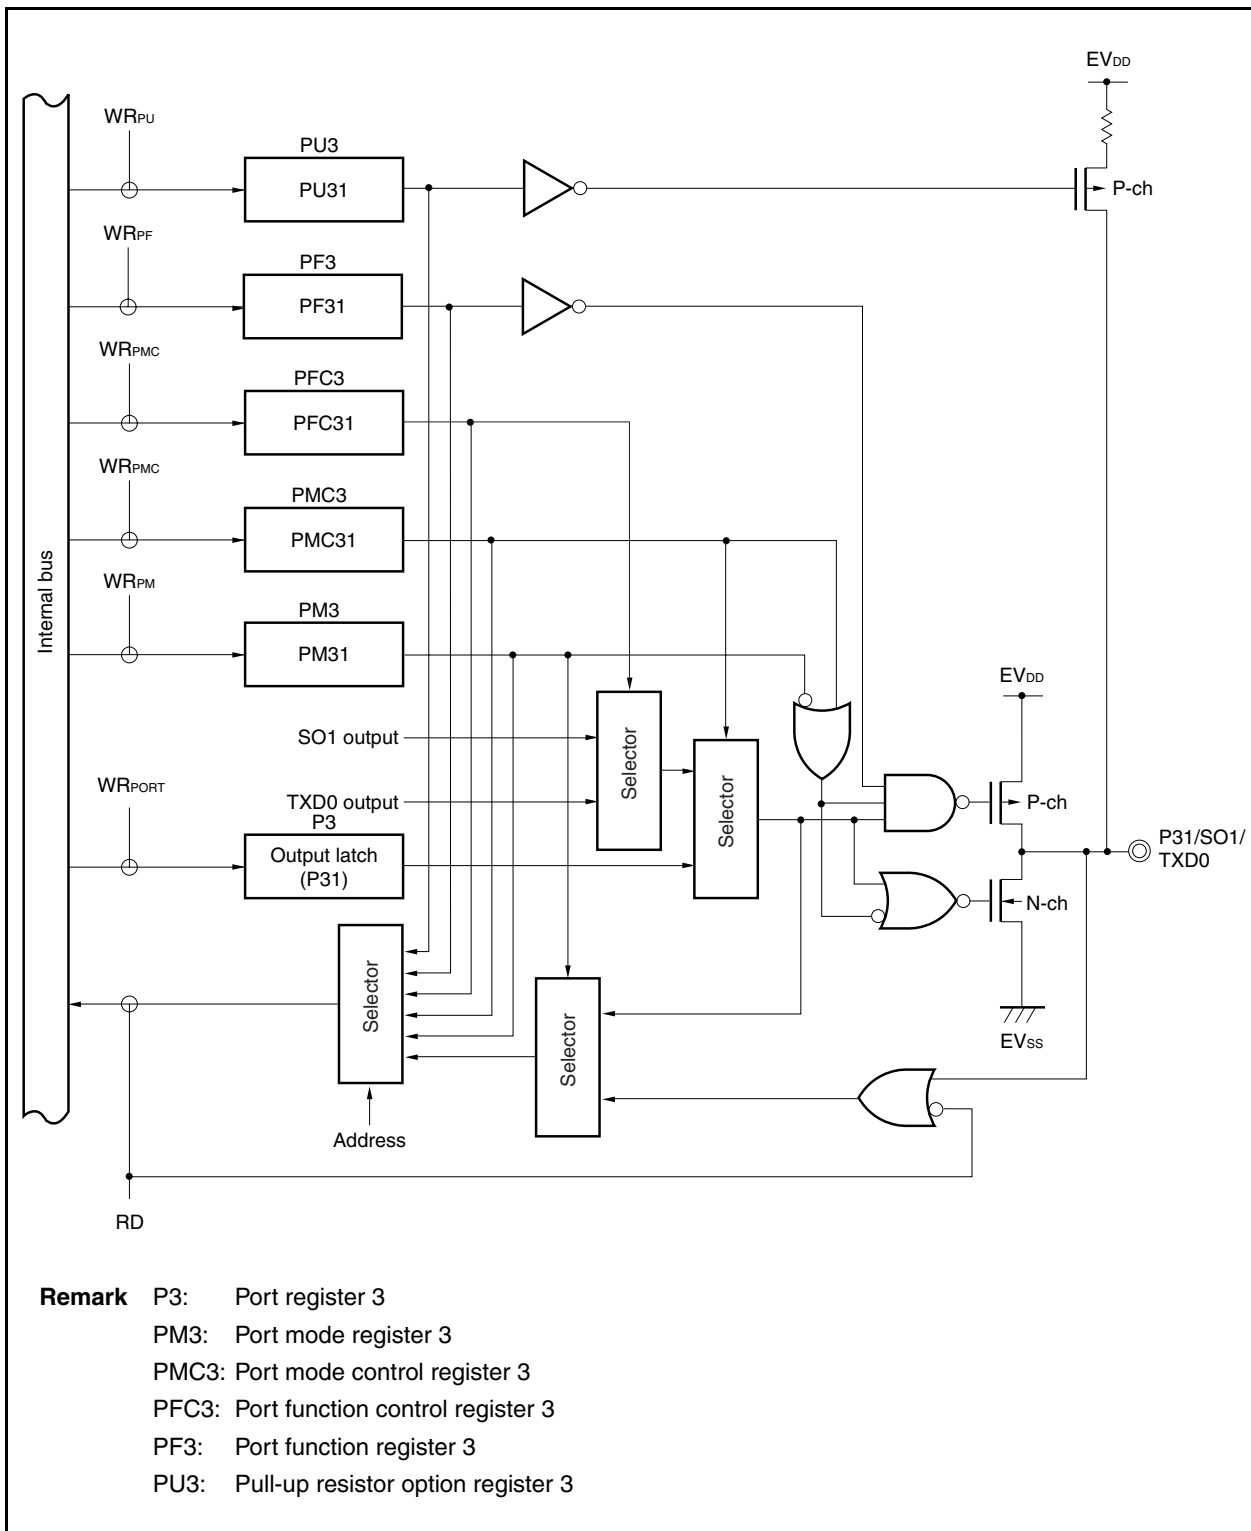 EVDD
WRPU
PU3
PU31
P-ch
WRPF
PF3
PF31
WRPMC
PFC3
PFC31
WRPMC
PMC3
PMC31
Internal bus
WRPM
PM3
PM31
EVDD
SO1 output
Selector
WRPORT
TXD0 output
Selector
P-ch
P3
Output latch
(P31)
P31/SO1/
TXD0
N-ch
Selector
Selector
EVSS
Address
RD
Remark P3: Port register 3
PM3: Port mode register 3
PMC3: Port mode control register 3
PFC3: Port function control register 3
PF3: Port function register 3
PU3: Pull-up resistor option register 3